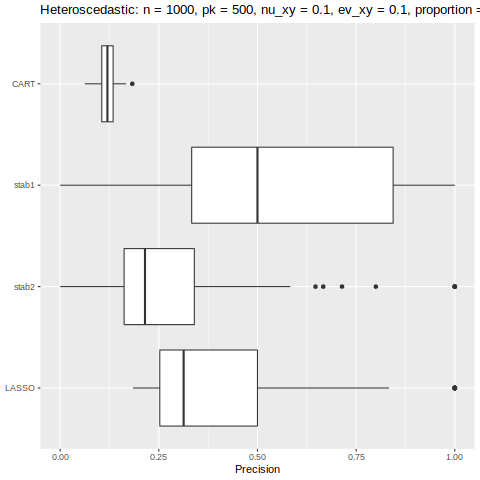 Heteroscedastic: n = 1000, pk = 500, nu_xy = 0.1, ev_xy = 0.1, proportion =
CART
stab1
stab2
LASSO
0.00 0.25 0.50 0.75 1.00
Precision